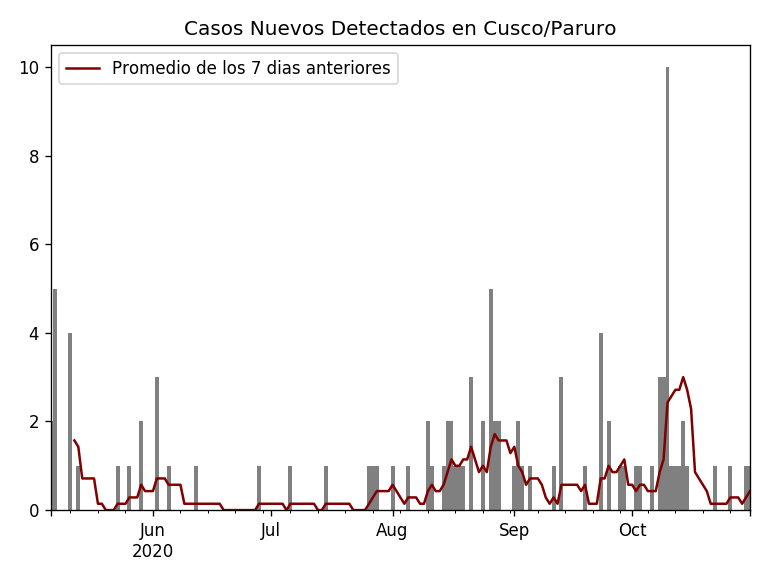 Casos Nuevos Detectados en Cusco/Paruro
Promedio de los 7 dias anteriores
10
8
6
4
2
0
Jun Jul Aug Sep Oct
2020